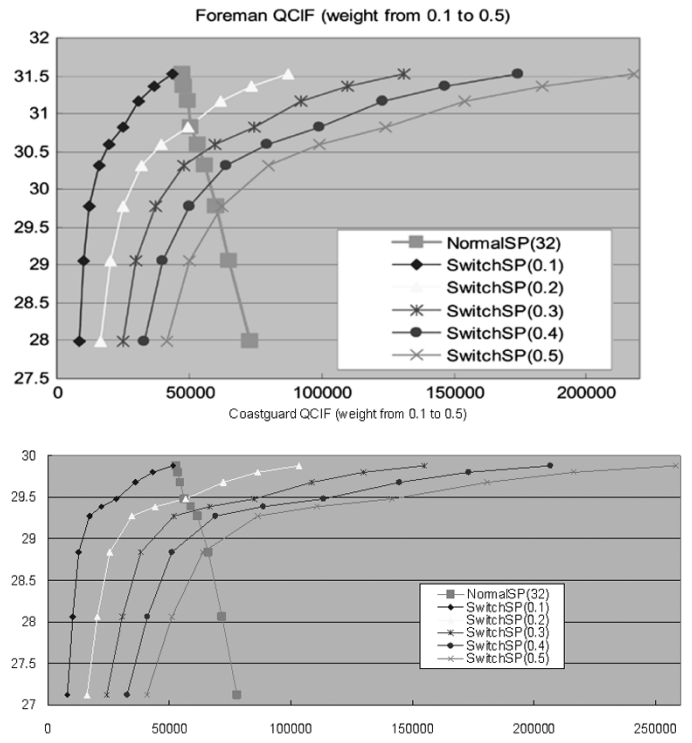 Foreman QCIF (weight from 0.1 to 0.5)
32
31.5
31
30.5
30
29.5
29
28.5
28
27.5
NormalSP(32)
SwitchSP(0.1)
SwitchSP(0.2)
SwitchSP(0.3)
SwitchSP(0.4)
SwitchSP(0.5)
0 50000 100000 150000 200000
Coastguard QCIF (weight from 0.1 to 0.5)
30
29.5
29
28.5
28
27.5
27
NormalSP(32)
SwitchSP(0.1)
SwitchSP(0.2)
SwitchSP(0.3)
SwitchSP(0.4)
SwitchSP(0.5)
0 50000 100000 150000 200000 250000